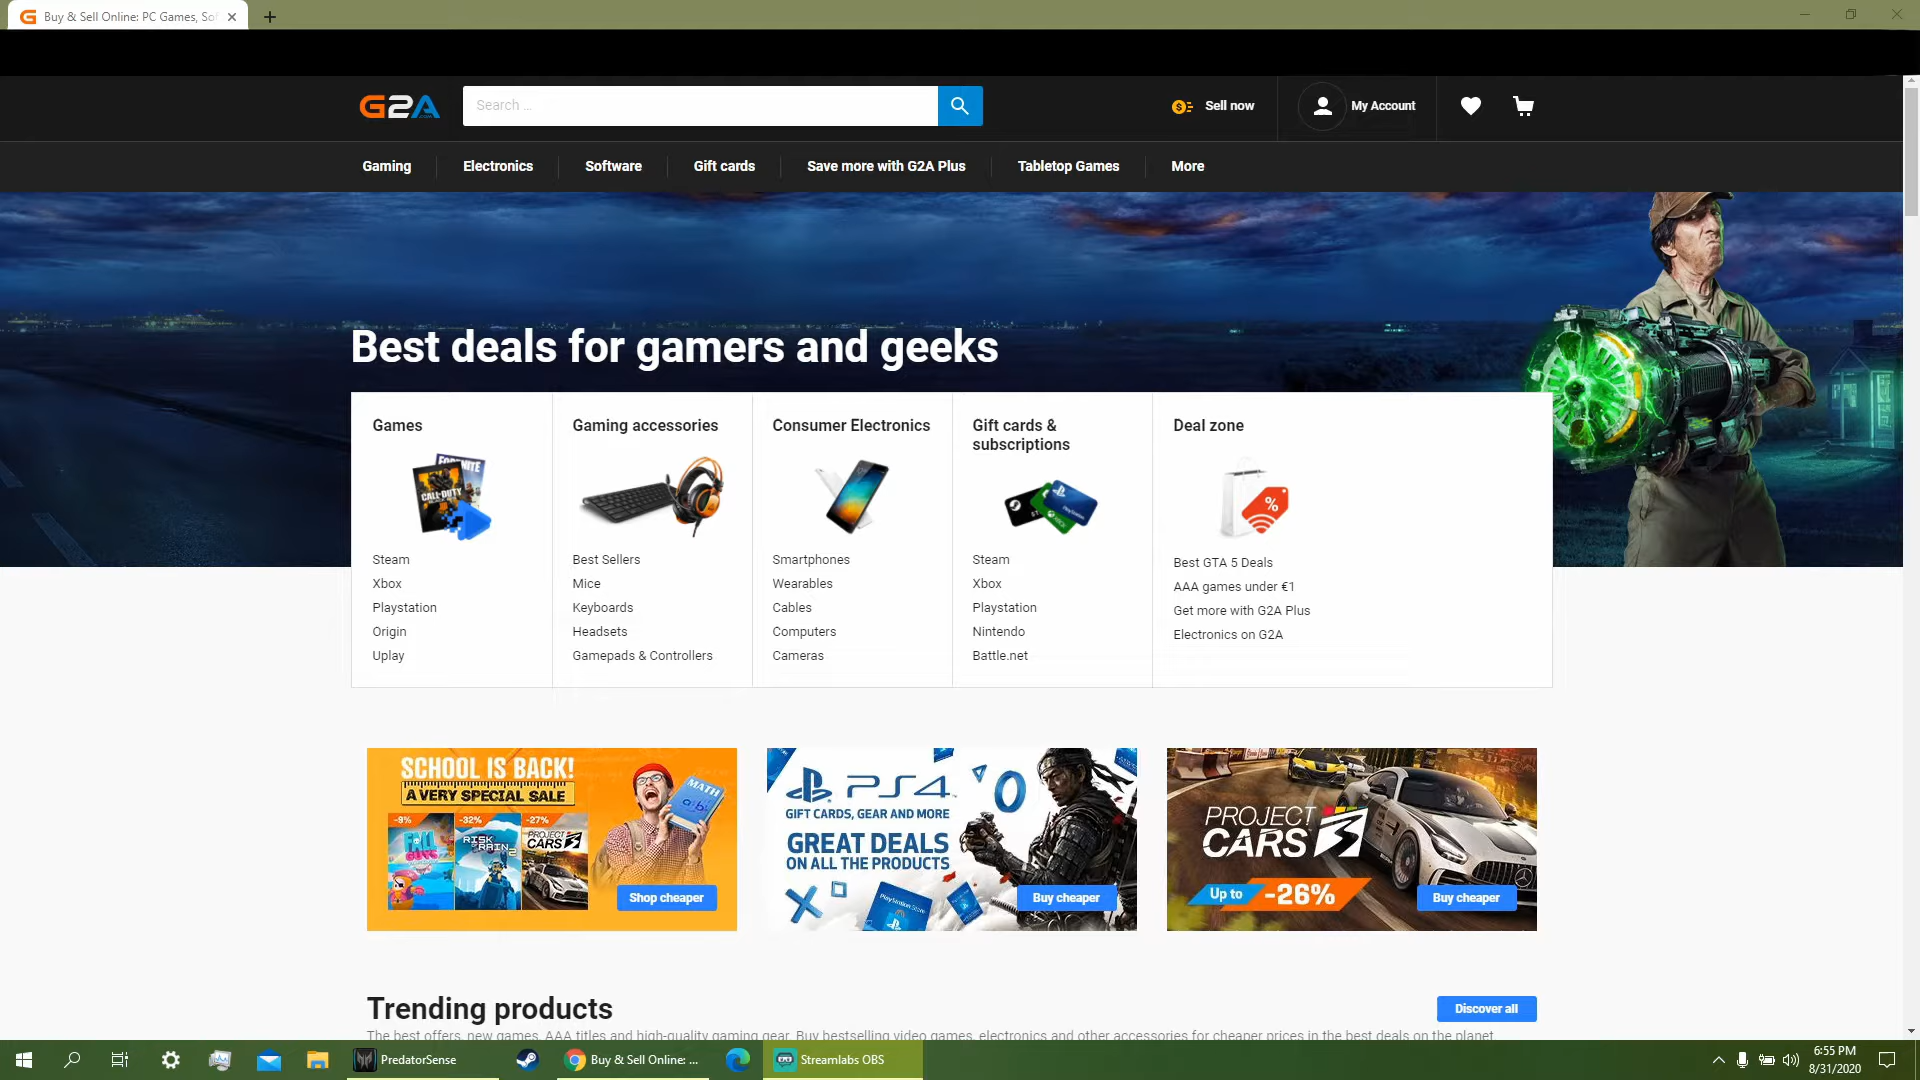 Buy & Sell Online: PC Games, Sof
G2A
.COM
Search ...
Sell now
My Account
Gaming
Electronics
Software
Gift cards
Save more with G2A Plus
Tabletop Games
More
Best deals for gamers and geeks
Games
Steam
Xbox
Playstation
Origin
Uplay
Gaming accessories
Best Sellers
Mice
Keyboards
Headsets
Gamepads & Controllers
Consumer Electronics
Smartphones
Wearables
Cables
Computers
Cameras
Gift cards &
subscriptions
Steam
Xbox
Playstation
Nintendo
Battle.net
Deal zone
%
Best GTA 5 Deals
AAA games under €1
Get more with G2A Plus
Electronics on G2A
SCHOOL IS BACK!
A VERY SPECIAL SALE
-9%
-32%
-27%
FALL
GUYS
RISK OF
RAIN 2
PROJECT
CARS 3
MATH
Shop cheaper
PS4
GIFT CARDS, GEAR AND MORE
GREAT DEALS
ON ALL THE PRODUCTS
PlayStation Store
Buy cheaper
PROJECT
CARS 3
Up to -26%
Buy cheaper
Trending products
Discover all
The best offers, new games, AAA titles and high-quality gaming gear. Buy bestselling video games, electronics and other accessories for cheaper prices in the best deals on the planet
PredatorSense
Buy & Sell Online: ...
Streamlabs OBS
6:55 PM
8/31/2020